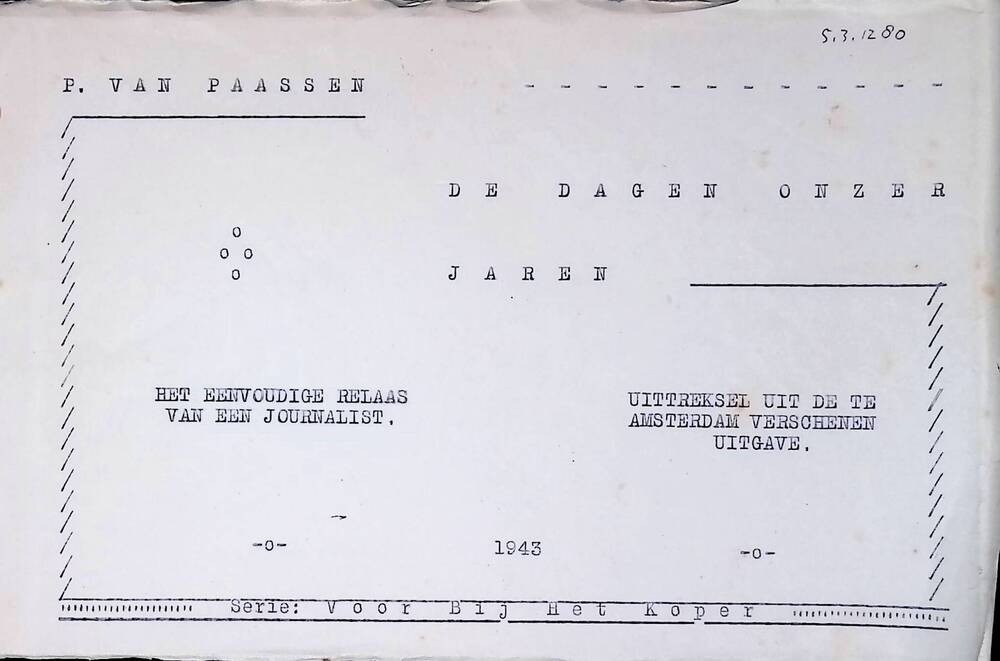 5.3.1280
P. VAN PAASSEN
DE DAGEN ONZER
JAREN
HET EENVOUDIGE RELAAS
VAN EEN JOURNALIST.
UITTREKSEL UIT DE TE
AMSTERDAM VERSCHENEN
UITGAVE.
-o- 1943 -o-
Serie: Voor Bij Het Koper